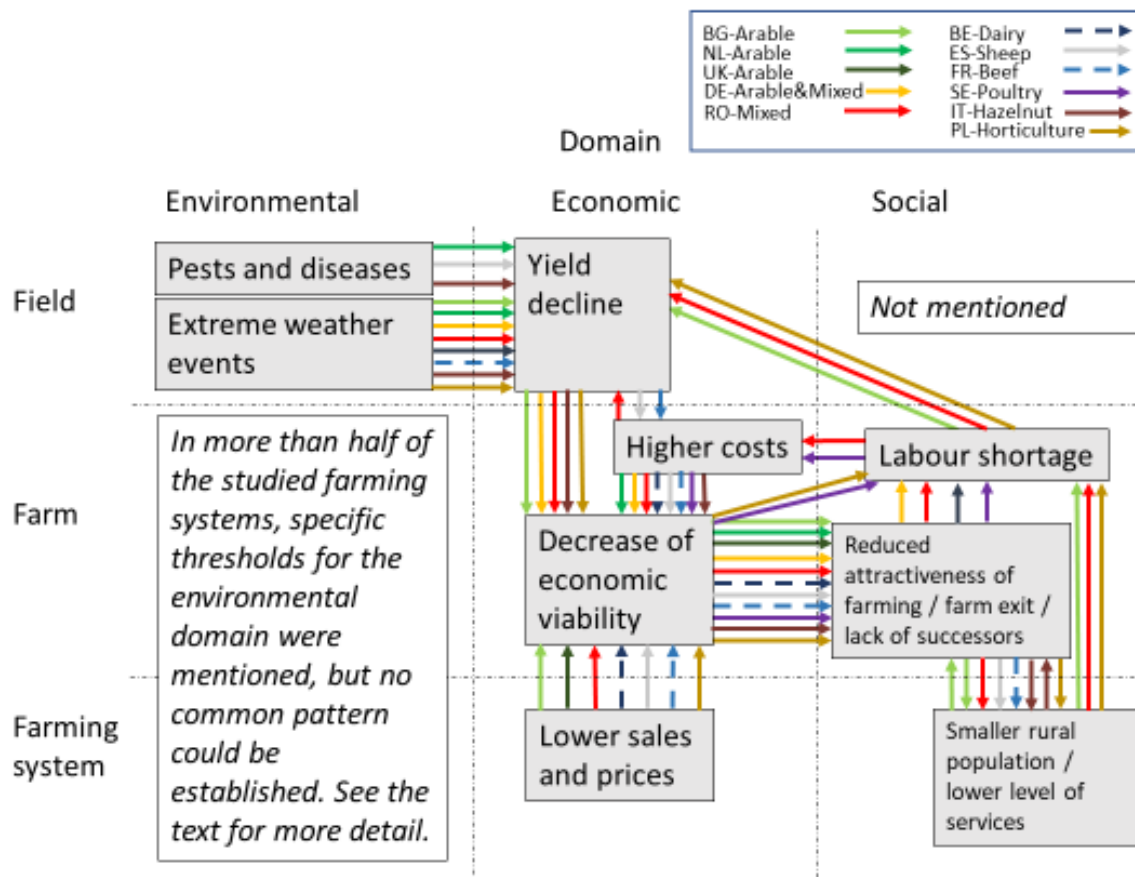 BG-Arable
NL-Arable
UK-Arable
DE-Arable&Mixed
RO-Mixed
BE-Dairy
ES-Sheep
FR-Beef
SE-Poultry
IT-Hazelnut
PL-Horticulture
Domain
Environmental
Economic
Social
Field
Pests and diseases
Extreme weather
events
Yield
decline
Not mentioned
Farm
In more than half of
the studied farming
systems, specific
thresholds for the
environmental
domain were
mentioned, but no
common pattern
could be
established. See the
text for more detail.
Higher costs
Labour shortage
Decrease of
economic
viability
Reduced
attractiveness of
farming / farm exit /
lack of successors
Farming
system
Lower sales
and prices
Smaller rural
population /
lower level of
services